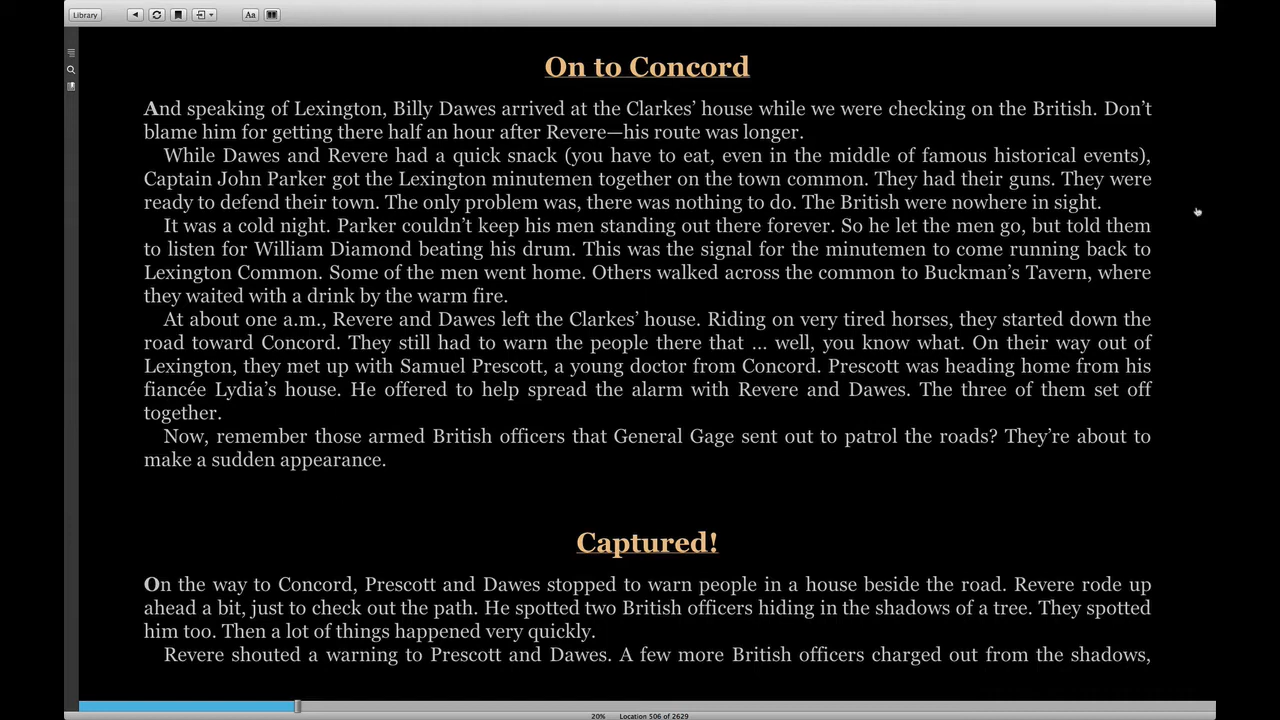 Library
Aa
On to Concord
And speaking of Lexington, Billy Dawes arrived at the Clarkes’ house while we were checking on the British. Don’t
blame him for getting there half an hour after Revere—his route was longer.
While Dawes and Revere had a quick snack (you have to eat, even in the middle of famous historical events),
Captain John Parker got the Lexington minutemen together on the town common. They had their guns. They were
ready to defend their town. The only problem was, there was nothing to do. The British were nowhere in sight.
It was a cold night. Parker couldn’t keep his men standing out there forever. So he let the men go, but told them
to listen for William Diamond beating his drum. This was the signal for the minutemen to come running back to
Lexington Common. Some of the men went home. Others walked across the common to Buckman’s Tavern, where
they waited with a drink by the warm fire.
At about one a.m., Revere and Dawes left the Clarkes’ house. Riding on very tired horses, they started down the
road toward Concord. They still had to warn the people there that ... well, you know what. On their way out of
Lexington, they met up with Samuel Prescott, a young doctor from Concord. Prescott was heading home from his
fiancée Lydia’s house. He offered to help spread the alarm with Revere and Dawes. The three of them set off
together.
Now, remember those armed British officers that General Gage sent out to patrol the roads? They’re about to
make a sudden appearance.
Captured!
On the way to Concord, Prescott and Dawes stopped to warn people in a house beside the road. Revere rode up
ahead a bit, just to check out the path. He spotted two British officers hiding in the shadows of a tree. They spotted
him too. Then a lot of things happened very quickly.
Revere shouted a warning to Prescott and Dawes. A few more British officers charged out from the shadows,
20% Location 506 of 2629